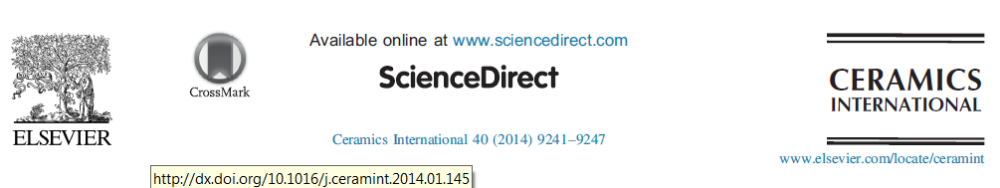 Available online at www.sciencedirect.com
ScienceDirect
CrossMark
ELSEVIER
CERAMICS
INTERNATIONAL
Ceramics International 40 (2014) 9241–9247
www.elsevier.com/locate/ceramint
http://dx.doi.org/10.1016/j.ceramint.2014.01.145